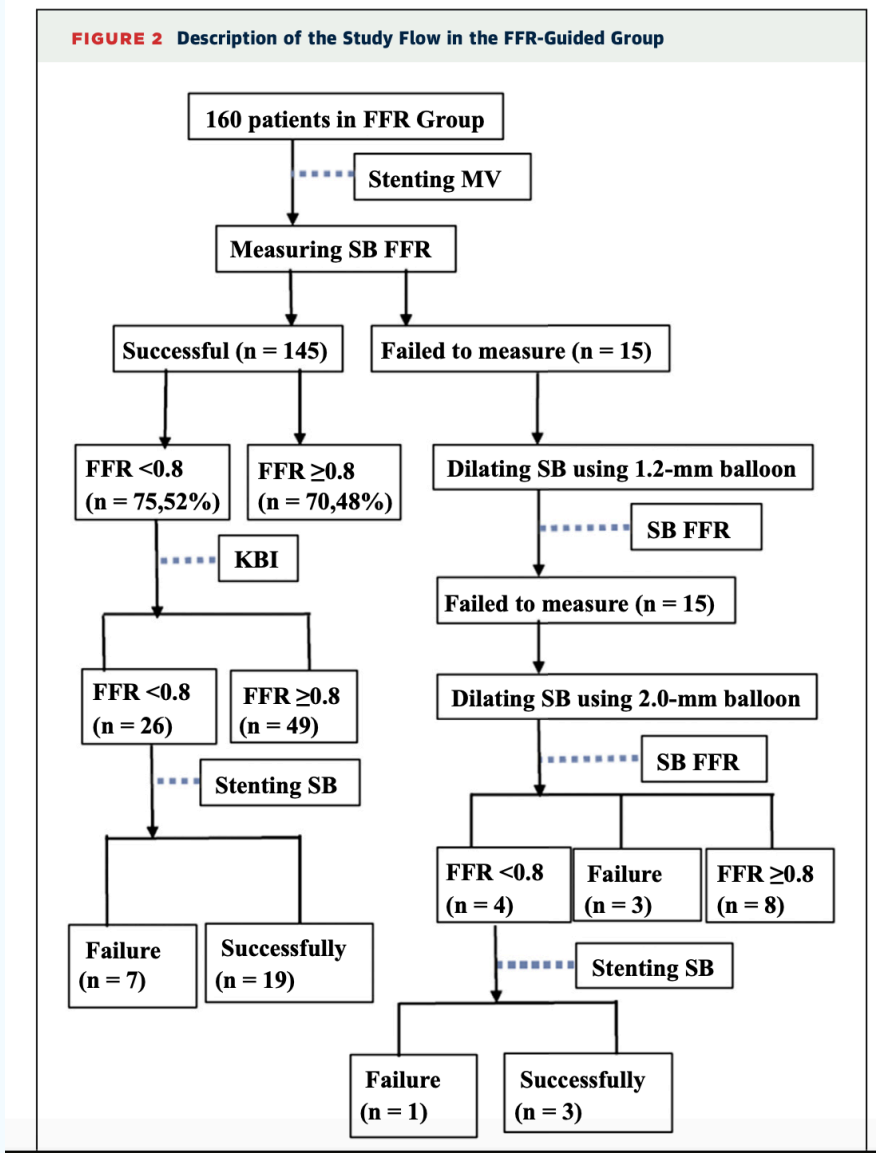 FIGURE 2 Description of the Study Flow in the FFR-Guided Group
160 patients in FFR Group
Stenting MV
Measuring SB FFR
Successful (n = 145)
Failed to measure (n = 15)
FFR <0.8
(n = 75,52%)
FFR ≥0.8
(n = 70,48%)
Dilating SB using 1.2-mm balloon
SB FFR
KBI
Failed to measure (n = 15)
FFR <0.8
(n = 26)
FFR ≥0.8
(n = 49)
Dilating SB using 2.0-mm balloon
SB FFR
Stenting SB
FFR <0.8
(n = 4)
Failure
(n = 3)
FFR ≥0.8
(n = 8)
Failure
(n = 7)
Successfully
(n = 19)
Stenting SB
Failure
(n = 1)
Successfully
(n = 3)